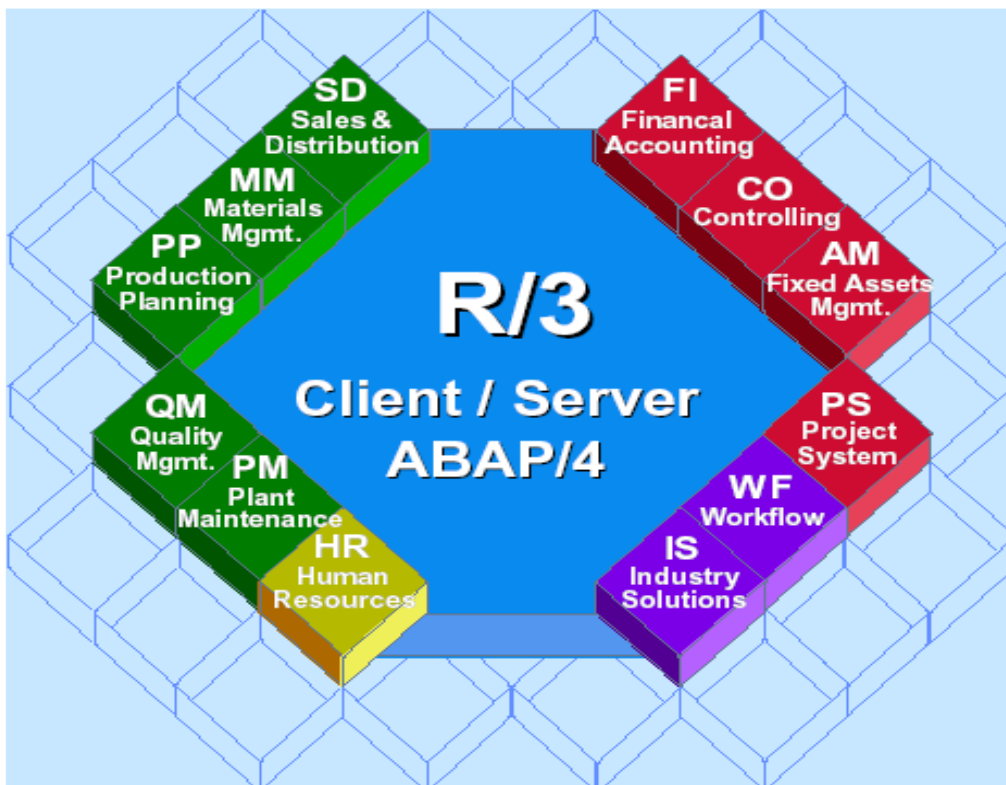 SD
Sales &
Distribution
MM
Materials
Mgmt.
PP
Production
Planning
FI
Financal
Accounting
CO
Controlling
AM
Fixed Assets
Mgmt.
R/3
Client / Server
ABAP/4
QM
Quality
Mgmt.
PM
Plant
Maintenance
HR
Human
Resources
PS
Project
System
WF
Workflow
IS
Industry
Solutions